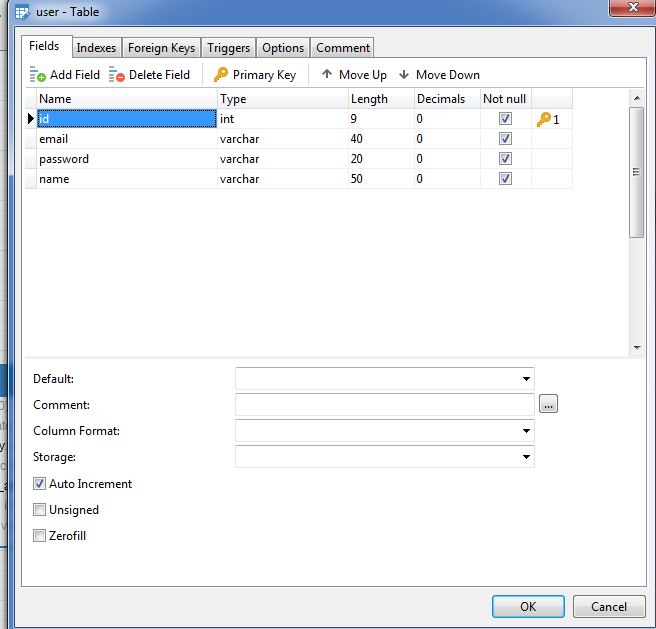 user - Table
Fields Indexes Foreign Keys Triggers Options Comment
Add Field Delete Field Primary Key Move Up Move Down
Name Type Length Decimals Not null
id int 9 0 1
email varchar 40 0
password varchar 20 0
name varchar 50 0
Default:
Comment:
...
Column Format:
Storage:
Auto Increment
Unsigned
Zerofill
OK Cancel